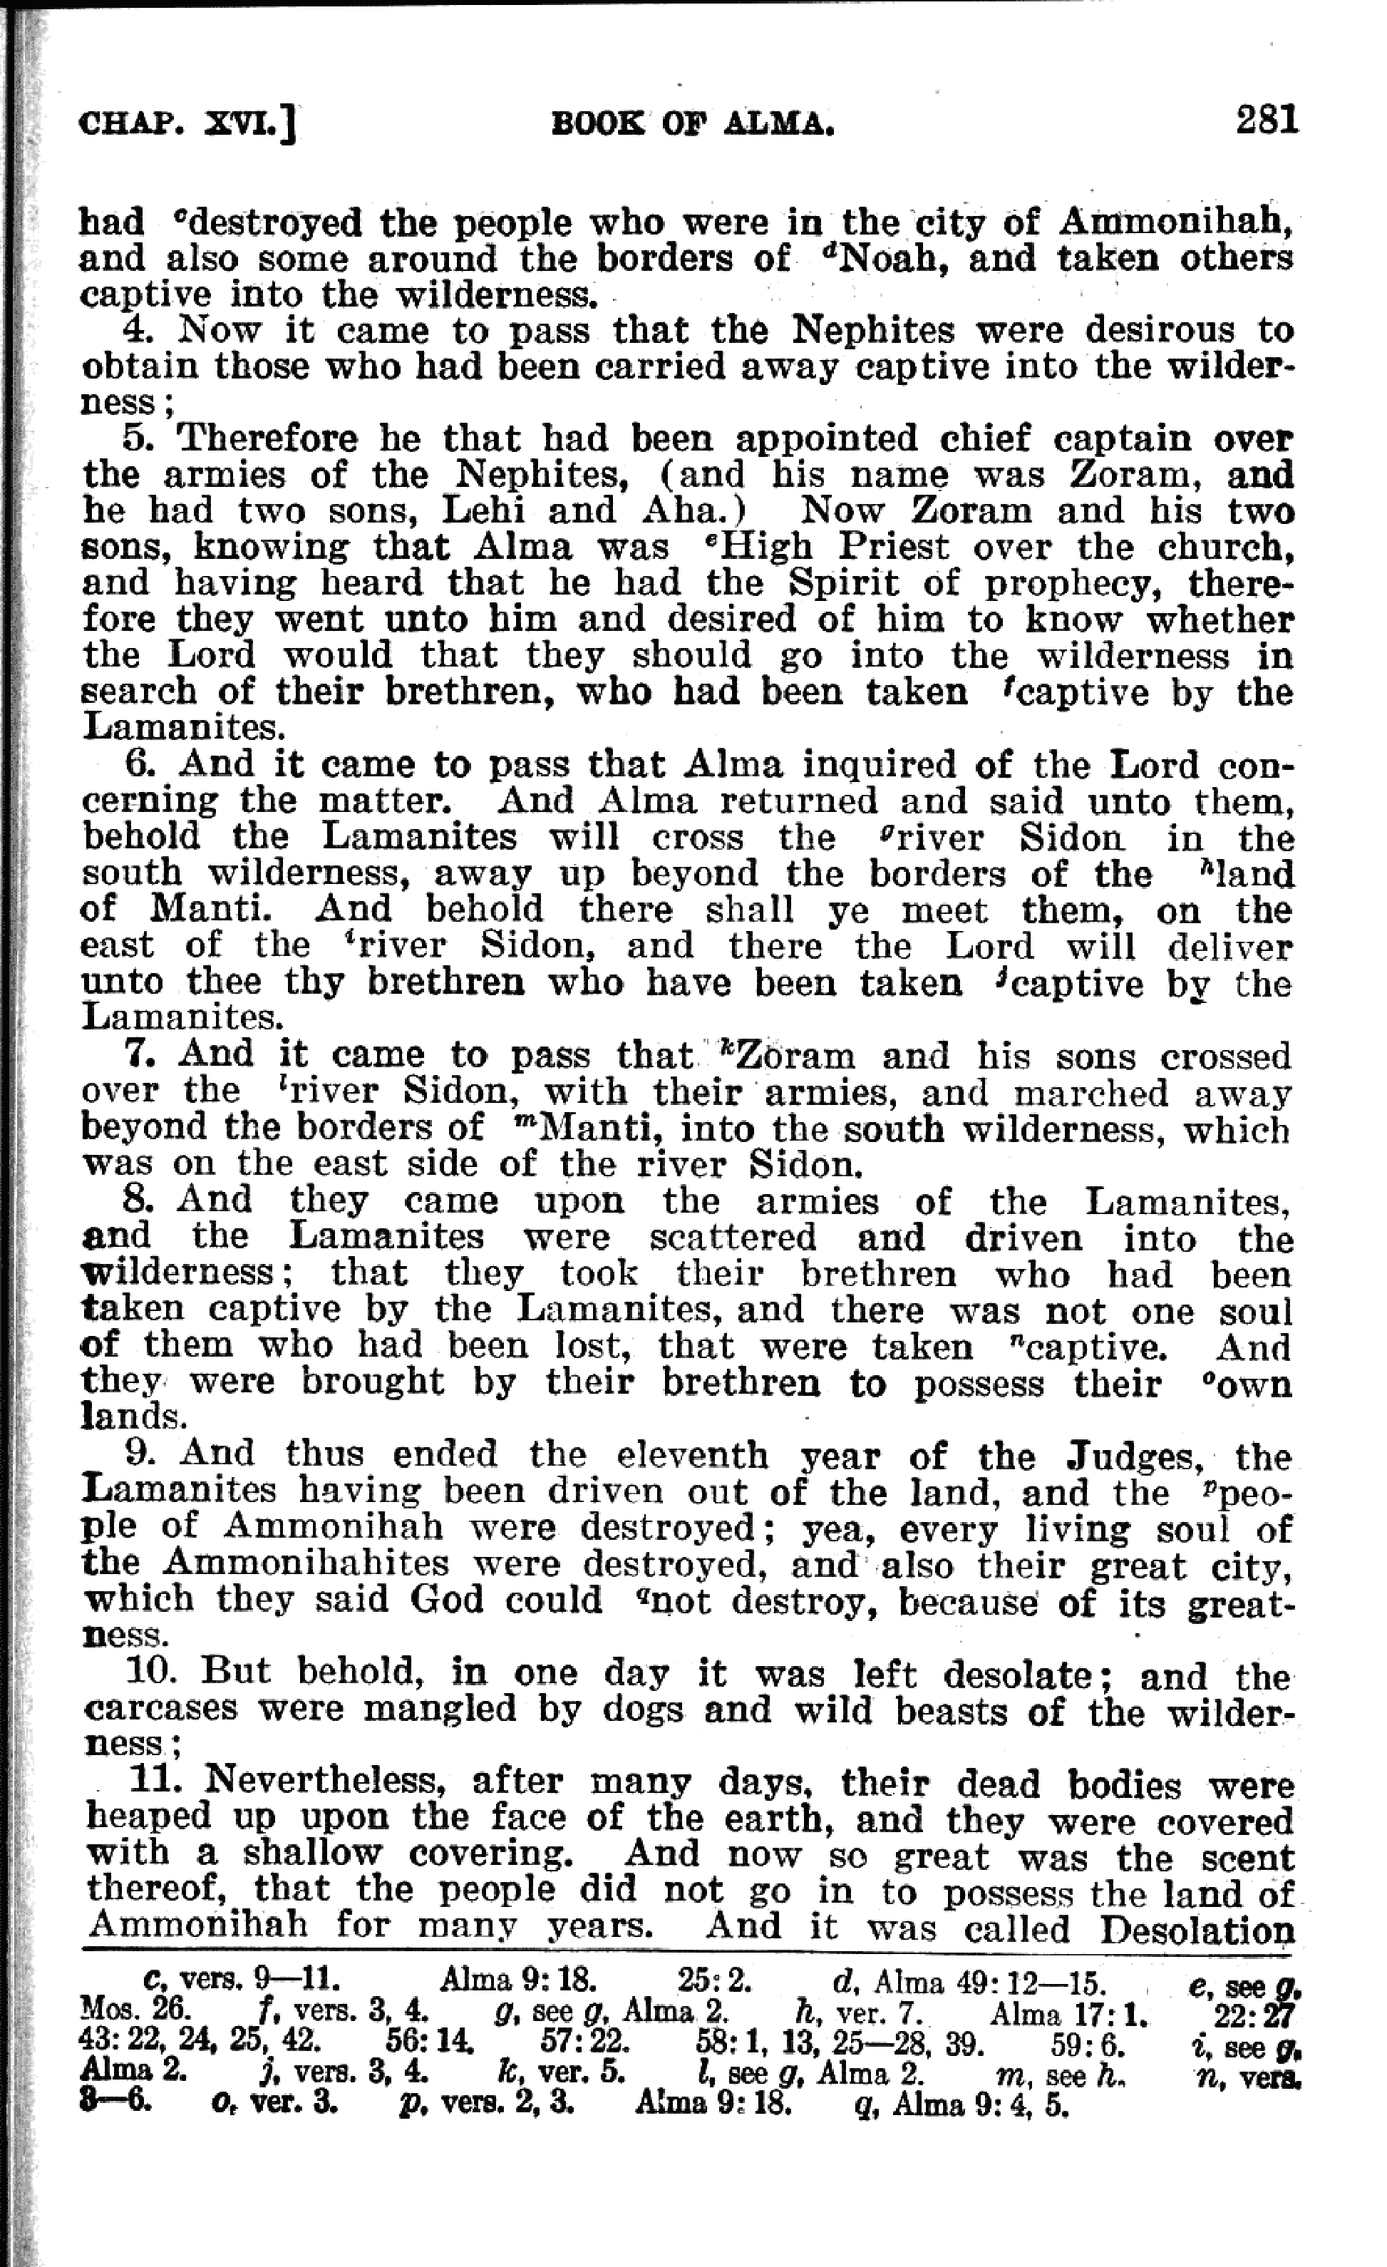 CHAP. XVI.] BOOK OF ALMA. 281
had cdestroyed the people who were in the city of Ammonihah,
and also some around the borders of dNoah, and taken others
captive into the wilderness.
4. Now it came to pass that the Nephites were desirous to
obtain those who had been carried away captive into the wilder-
ness;
5. Therefore he that had been appointed chief captain over
the armies of the Nephites, (and his name was Zoram, and
he had two sons, Lehi and Aha.) Now Zoram and his two
sons, knowing that Alma was eHigh Priest over the church,
and having heard that he had the Spirit of prophecy, there-
fore they went unto him and desired of him to know whether
the Lord would that they should go into the wilderness in
search of their brethren, who had been taken fcaptive by the
Lamanites.
6. And it came to pass that Alma inquired of the Lord con-
cerning the matter. And Alma returned and said unto them,
behold the Lamanites will cross the griver Sidon in the
south wilderness, away up beyond the borders of the hland
of Manti. And behold there shall ye meet them, on the
east of the iriver Sidon, and there the Lord will deliver
unto thee thy brethren who have been taken jcaptive by the
Lamanites.
7. And it came to pass that kZoram and his sons crossed
over the lriver Sidon, with their armies, and marched away
beyond the borders of mManti, into the south wilderness, which
was on the east side of the river Sidon.
8. And they came upon the armies of the Lamanites,
and the Lamanites were scattered and driven into the
wilderness; that they took their brethren who had been
taken captive by the Lamanites, and there was not one soul
of them who had been lost, that were taken ncaptive. And
they were brought by their brethren to possess their oown
lands.
9. And thus ended the eleventh year of the Judges, the
Lamanites having been driven out of the land, and the ppeo-
ple of Ammonihah were destroyed; yea, every living soul of
the Ammonihahites were destroyed, and also their great city,
which they said God could qnot destroy, because of its great-
ness.
10. But behold, in one day it was left desolate; and the
carcases were mangled by dogs and wild beasts of the wilder-
ness;
11. Nevertheless, after many days, their dead bodies were
heaped up upon the face of the earth, and they were covered
with a shallow covering. And now so great was the scent
thereof, that the people did not go in to possess the land of
Ammonihah for many years. And it was called Desolation
c, vers. 9—11. Alma 9:18. 25:2. d, Alma 49:12—15. e, see g,
Mos. 26. f, vers. 3, 4. g, see g, Alma 2. h, ver. 7. Alma 17:1. 22:27
43:22, 24, 25, 42. 56:14. 57:22. 58:1, 13, 25—28, 39. 59:6. i, see g,
Alma 2. j, vers. 3, 4. k, ver. 5. l, see g, Alma 2. m, see h. n, vers.
3—6. o, ver. 3. p, vers. 2, 3. Alma 9:18. q, Alma 9:4, 5.